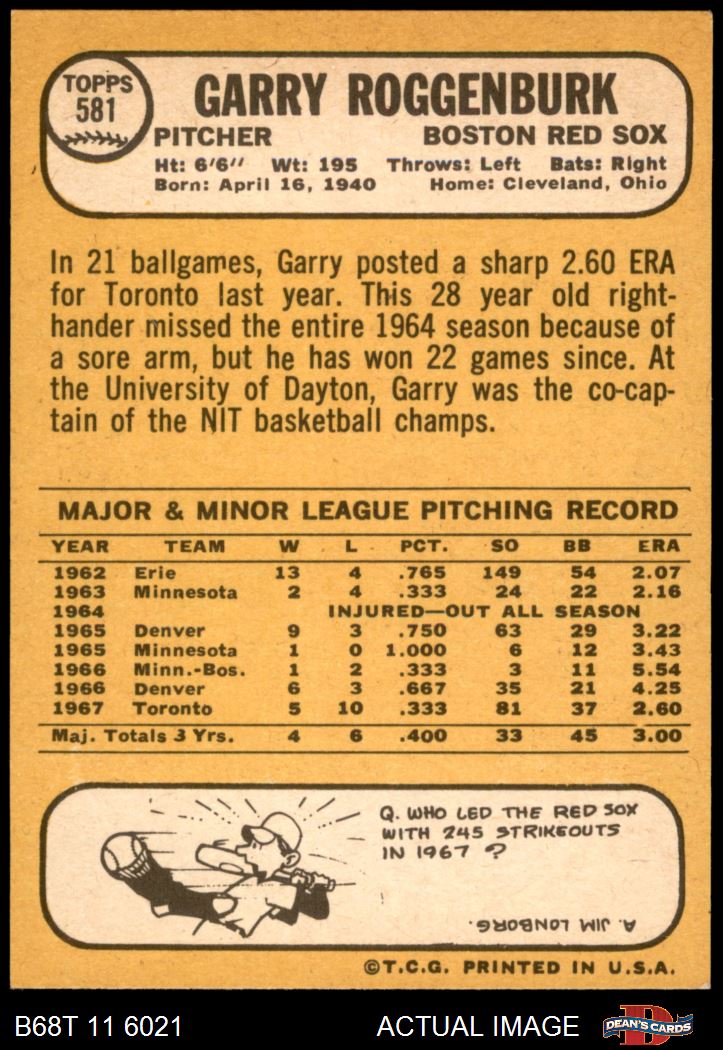 TOPPS
581
GARRY ROGGENBURK
PITCHER BOSTON RED SOX
Ht: 6'6" Wt: 195 Throws: Left Bats: Right
Born: April 16, 1940 Home: Cleveland, Ohio
In 21 ballgames, Garry posted a sharp 2.60 ERA
for Toronto last year. This 28 year old right-
hander missed the entire 1964 season because of
a sore arm, but he has won 22 games since. At
the University of Dayton, Garry was the co-cap-
tain of the NIT basketball champs.
MAJOR & MINOR LEAGUE PITCHING RECORD
YEAR TEAM W L PCT. SO BB ERA
1962 Erie 13 4 .765 149 54 2.07
1963 Minnesota 2 4 .333 24 22 2.16
1964 INJURED—OUT ALL SEASON
1965 Denver 9 3 .750 63 29 3.22
1965 Minnesota 1 0 1.000 6 12 3.43
1966 Minn.-Bos. 1 2 .333 3 11 5.54
1966 Denver 6 3 .667 35 21 4.25
1967 Toronto 5 10 .333 81 37 2.60
Maj. Totals 3 Yrs. 4 6 .400 33 45 3.00
Q. WHO LED THE RED SOX
WITH 245 STRIKEOUTS
IN 1967 ?
A. JIM LONBORG.
©T.C.G. PRINTED IN U.S.A.
B68T 11 6021 ACTUAL IMAGE
D
DEAN'S CARDS